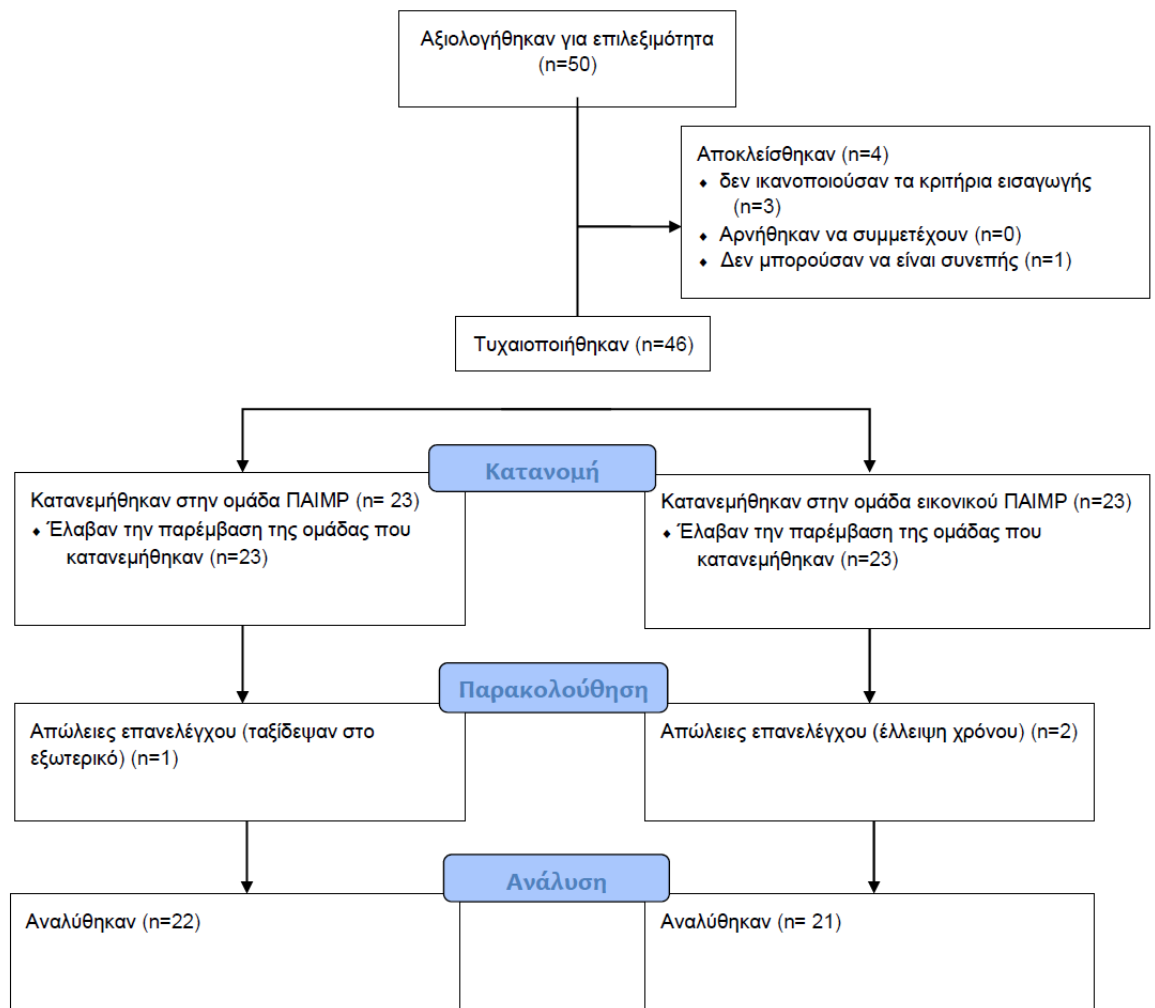 Αξιολογήθηκαν για επιλεξιμότητα
(n=50)
Αποκλείσθηκαν (n=4)
⬥ δεν ικανοποιούσαν τα κριτήρια εισαγωγής
(n=3)
⬥ Αρνήθηκαν να συμμετέχουν (n=0)
⬥ Δεν μπορούσαν να είναι συνεπής (n=1)
Τυχαιοποιήθηκαν (n=46)
Κατανομή
Κατανεμήθηκαν στην ομάδα ΠΑΙΜΡ (n= 23)
⬥ Έλαβαν την παρέμβαση της ομάδας που
κατανεμήθηκαν (n=23)
Κατανεμήθηκαν στην ομάδα εικονικού ΠΑΙΜΡ (n=23)
⬥ Έλαβαν την παρέμβαση της ομάδας που
κατανεμήθηκαν (n=23)
Παρακολούθηση
Απώλειες επανελέγχου (ταξίδεψαν στο
εξωτερικό) (n=1)
Απώλειες επανελέγχου (έλλειψη χρόνου) (n=2)
Ανάλυση
Αναλύθηκαν (n=22)
Αναλύθηκαν (n= 21)